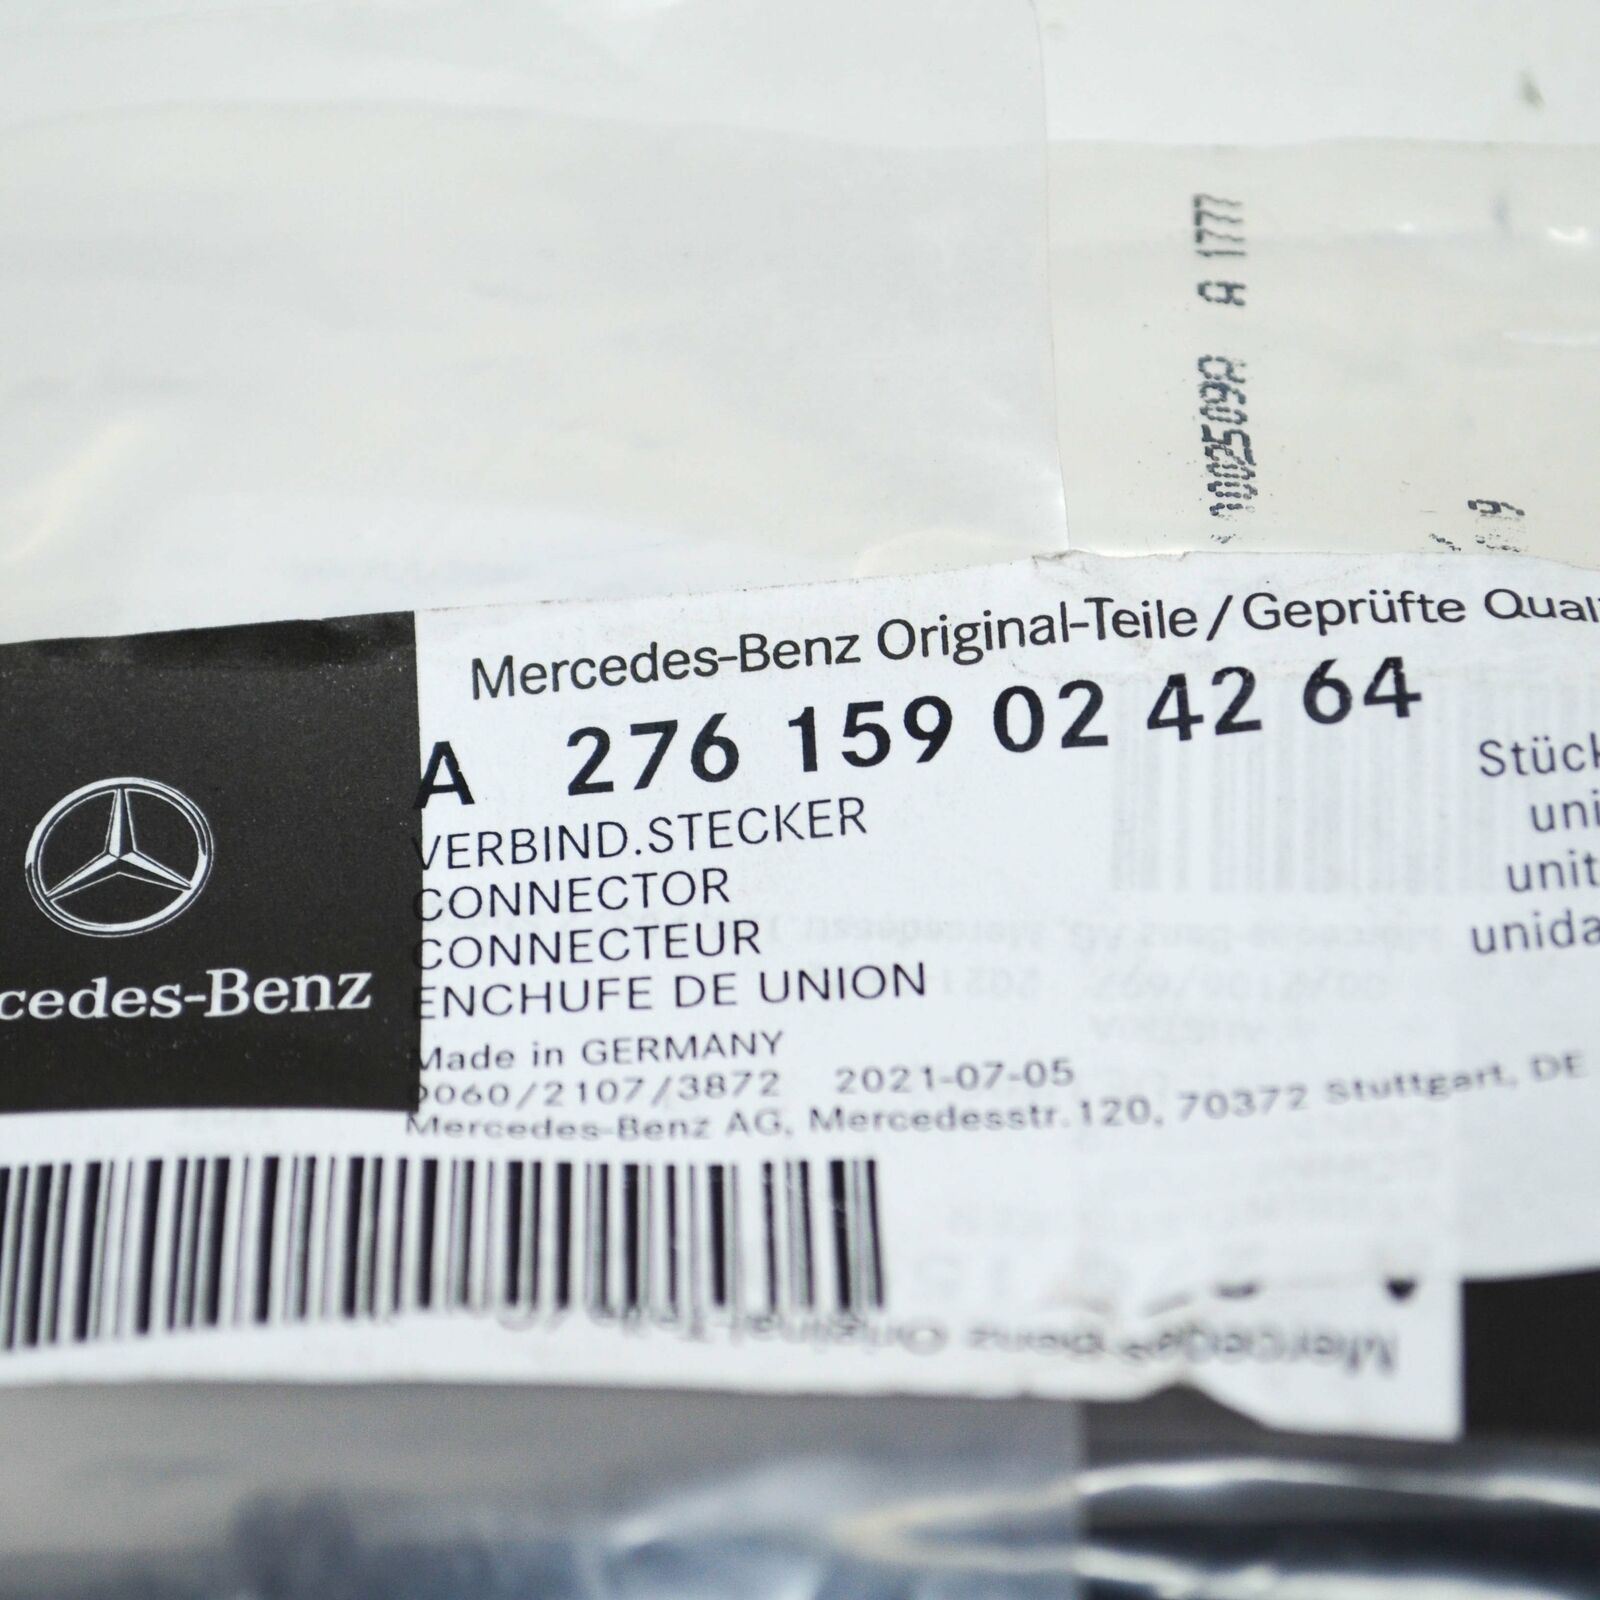 A 1777
Mercedes-Benz Original-Teile / Geprüfte
A 276 159 02 42 64
VERBIND.STECKER
CONNECTOR
CONNECTEUR
ENCHUFE DE UNION
Made in GERMANY
0060/2107/3872 2021-07-05
Mercedes-Benz AG, Mercedesstr. 120, 70372 Stuttgart, DE
cedes-Benz
Stück
uni
unit
unida